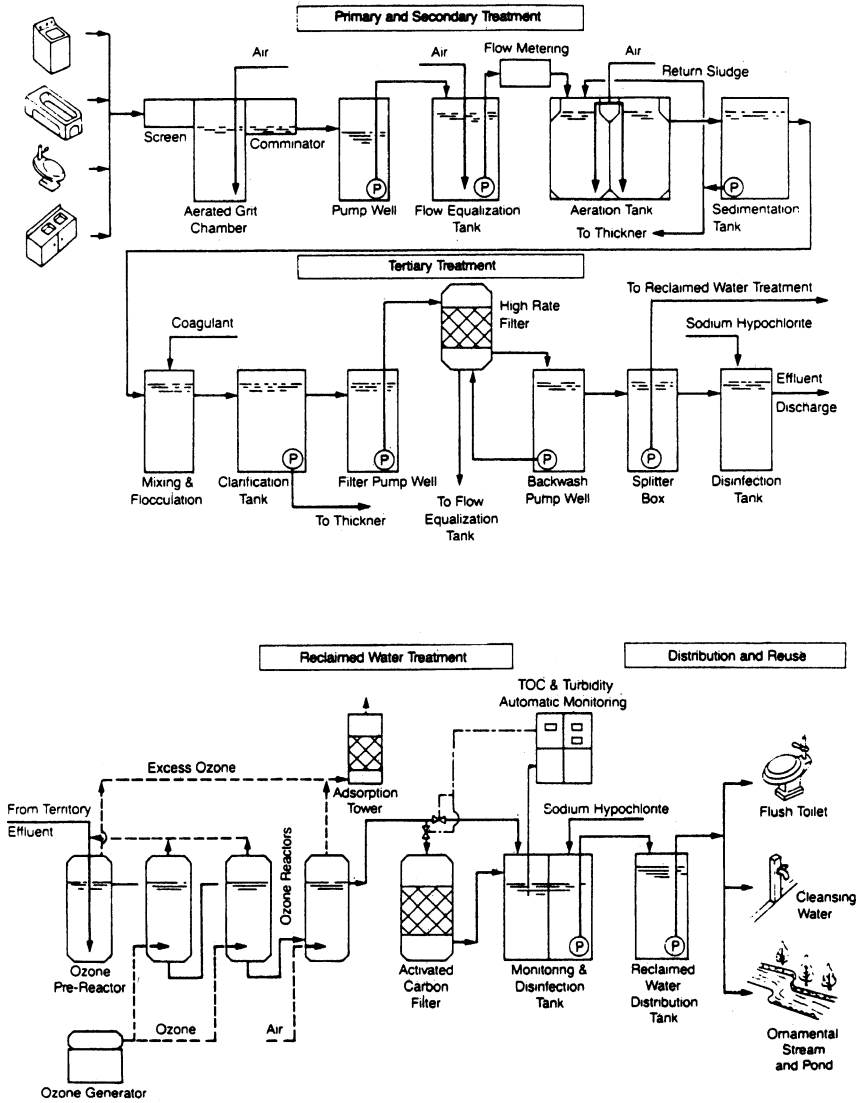 Primary and Secondary Treatment
Air
Air
Flow Metering
Air
Return Sludge
Screen
Comminator
P
P
P
Aerated Grit
Chamber
Pump Well
Flow Equalization
Tank
Aeration Tank
Sedimentation
Tank
To Thickner
Tertiary Treatment
High Rate
Filter
To Reclaimed Water Treatment
Coagulant
Sodium Hypochlorite
Effluent
Discharge
P
P
P
P
Mixing &
Flocculation
Clarification
Tank
Filter Pump Well
Backwash
Pump Well
Splitter
Box
Disinfection
Tank
To Thickner
To Flow
Equalization
Tank
Reclaimed Water Treatment
Distribution and Reuse
TOC & Turbidity
Automatic Monitoring
Excess Ozone
Adsorption
Tower
From Territory
Effluent
Sodium Hypochlorite
Flush Toilet
Ozone Reactors
Cleansing
Water
P
P
Ozone
Pre-Reactor
Activated
Carbon
Filter
Monitoring &
Disinfection
Tank
Reclaimed
Water
Distribution
Tank
Ozone
Air
Ornamental
Stream
and Pond
Ozone Generator